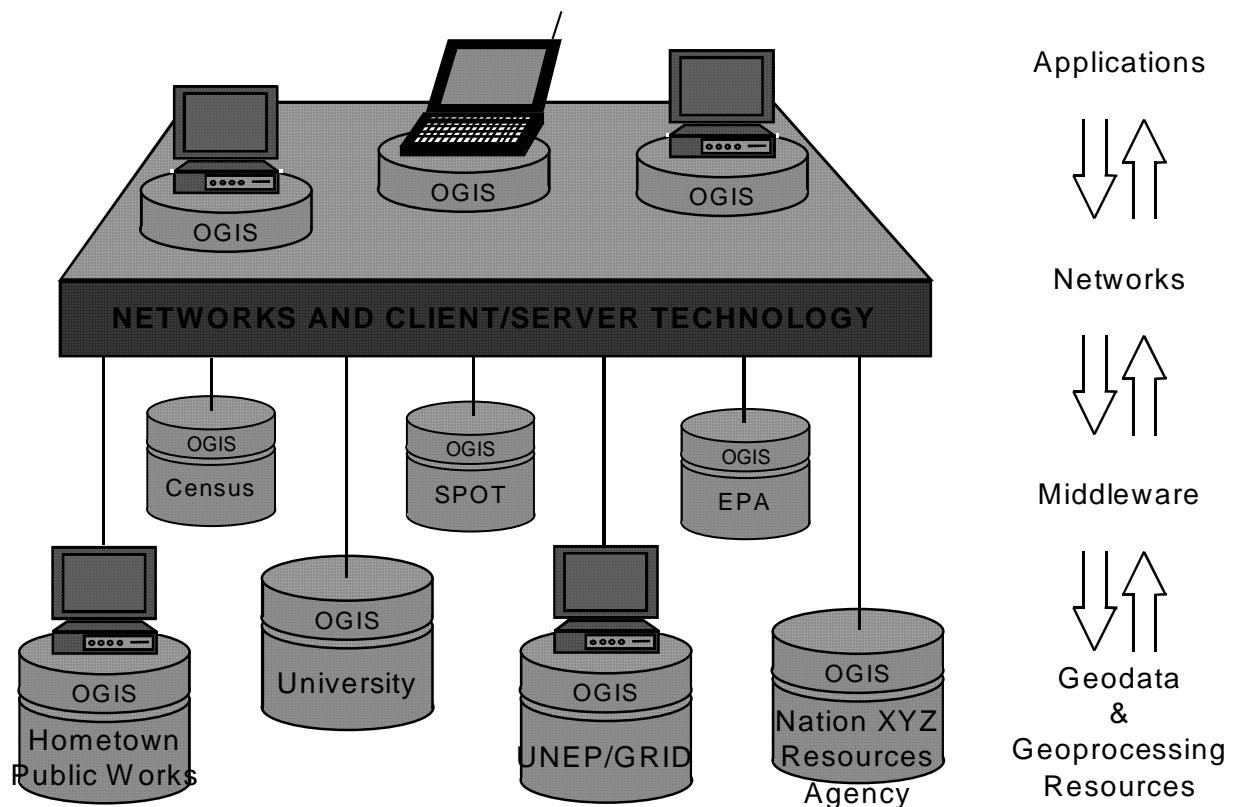 Applications
OGIS
OGIS
OGIS
Networks
NETWORKS AND CLIENT/SERVER TECHNOLOGY
OGIS
Census
OGIS
SPOT
OGIS
EPA
Middleware
OGIS
Hometown
Public Works
OGIS
University
OGIS
UNEP/GRID
OGIS
Nation XYZ
Resources
Agency
Geodata
&
Geoprocessing
Resources